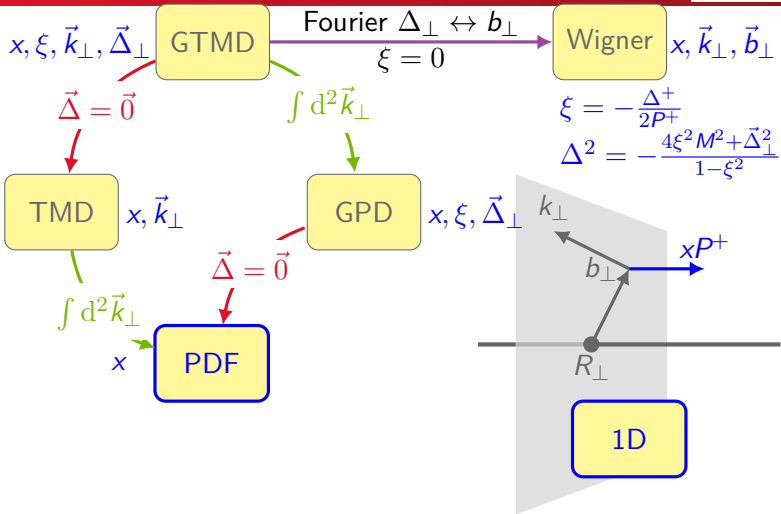 x, ξ, k⃗⊥, Δ⃗⊥ GTMD Fourier Δ⊥ ↔ b⊥ Wigner x, k⃗⊥, b⃗⊥
ξ = 0
Δ⃗ = 0⃗ ∫ d²k⃗⊥ ξ = −Δ⁺/2P⁺
Δ² = −(4ξ²M²+Δ⃗⊥²)/(1−ξ²)
TMD x, k⃗⊥ GPD x, ξ, Δ⃗⊥
k⊥
xP⁺
b⊥
Δ⃗ = 0⃗
∫ d²k⃗⊥
x PDF
R⊥
1D